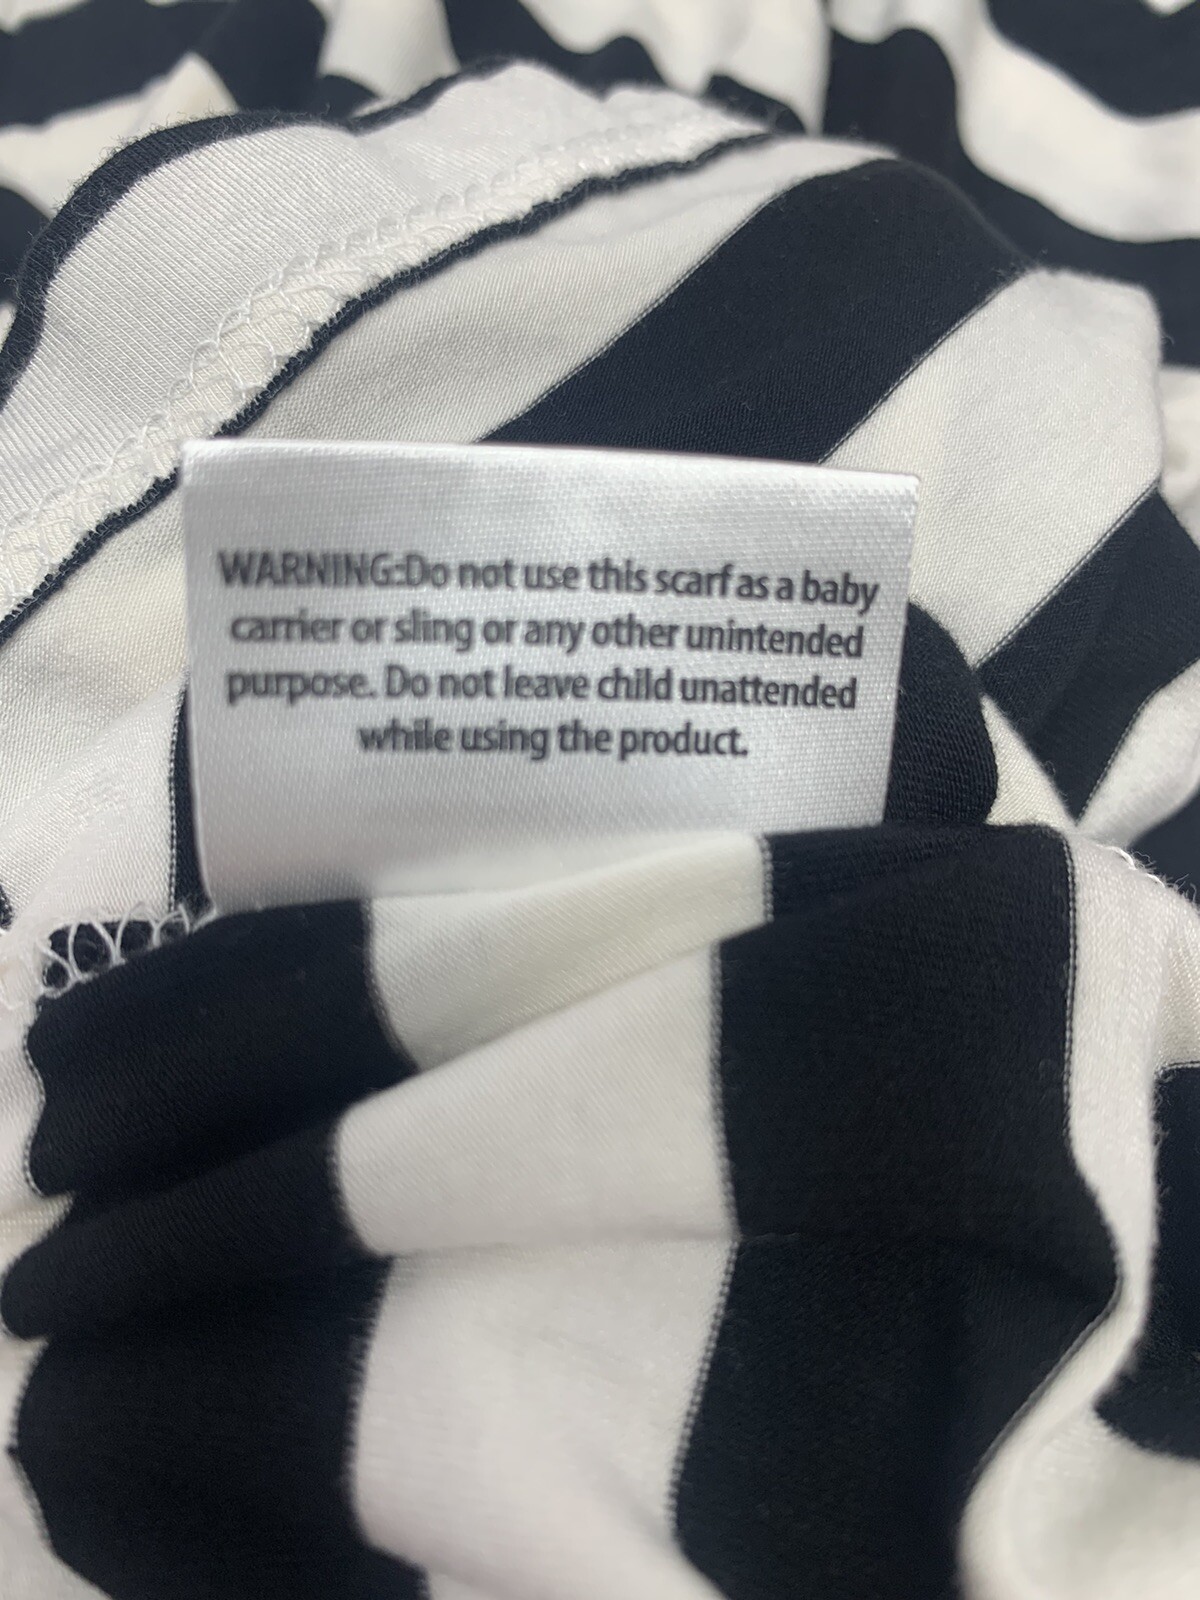 WARNING:Do not use this scarf as a baby
carrier or sling or any other unintended
purpose. Do not leave child unattended
while using the product.